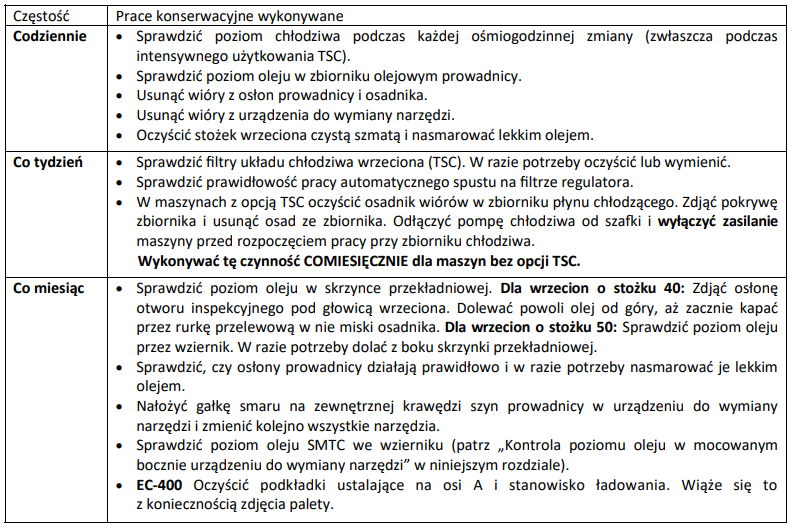 Częstość Prace konserwacyjne wykonywane
Codziennie • Sprawdzić poziom chłodziwa podczas każdej ośmiogodzinnej zmiany (zwłaszcza podczas
intensywnego użytkowania TSC).
• Sprawdzić poziom oleju w zbiorniku olejowym prowadnicy.
• Usunąć wióry z osłon prowadnicy i osadnika.
• Usunąć wióry z urządzenia do wymiany narzędzi.
• Oczyścić stożek wrzeciona czystą szmatą i nasmarować lekkim olejem.
Co tydzień • Sprawdzić filtry układu chłodziwa wrzeciona (TSC). W razie potrzeby oczyścić lub wymienić.
• Sprawdzić prawidłowość pracy automatycznego spustu na filtrze regulatora.
• W maszynach z opcją TSC oczyścić osadnik wiórów w zbiorniku płynu chłodzącego. Zdjąć pokrywę
zbiornika i usunąć osad ze zbiornika. Odłączyć pompę chłodziwa od szafki i wyłączyć zasilanie
maszyny przed rozpoczęciem pracy przy zbiorniku chłodziwa.
Wykonywać tę czynność COMIESIĘCZNIE dla maszyn bez opcji TSC.
Co miesiąc • Sprawdzić poziom oleju w skrzynce przekładniowej. Dla wrzecion o stożku 40: Zdjąć osłonę
otworu inspekcyjnego pod głowicą wrzeciona. Dolewać powoli olej od góry, aż zacznie kapać
przez rurkę przelewową w nie miski osadnika. Dla wrzecion o stożku 50: Sprawdzić poziom oleju
przez wziernik. W razie potrzeby dolać z boku skrzynki przekładniowej.
• Sprawdzić, czy osłony prowadnicy działają prawidłowo i w razie potrzeby nasmarować je lekkim
olejem.
• Nałożyć gałkę smaru na zewnętrznej krawędzi szyn prowadnicy w urządzeniu do wymiany
narzędzi i zmienić kolejno wszystkie narzędzia.
• Sprawdzić poziom oleju SMTC we wzierniku (patrz „Kontrola poziomu oleju w mocowanym
bocznie urządzeniu do wymiany narzędzi” w niniejszym rozdziale).
• EC-400 Oczyścić podkładki ustalające na osi A i stanowisko ładowania. Wiąże się to
z koniecznością zdjęcia palety.